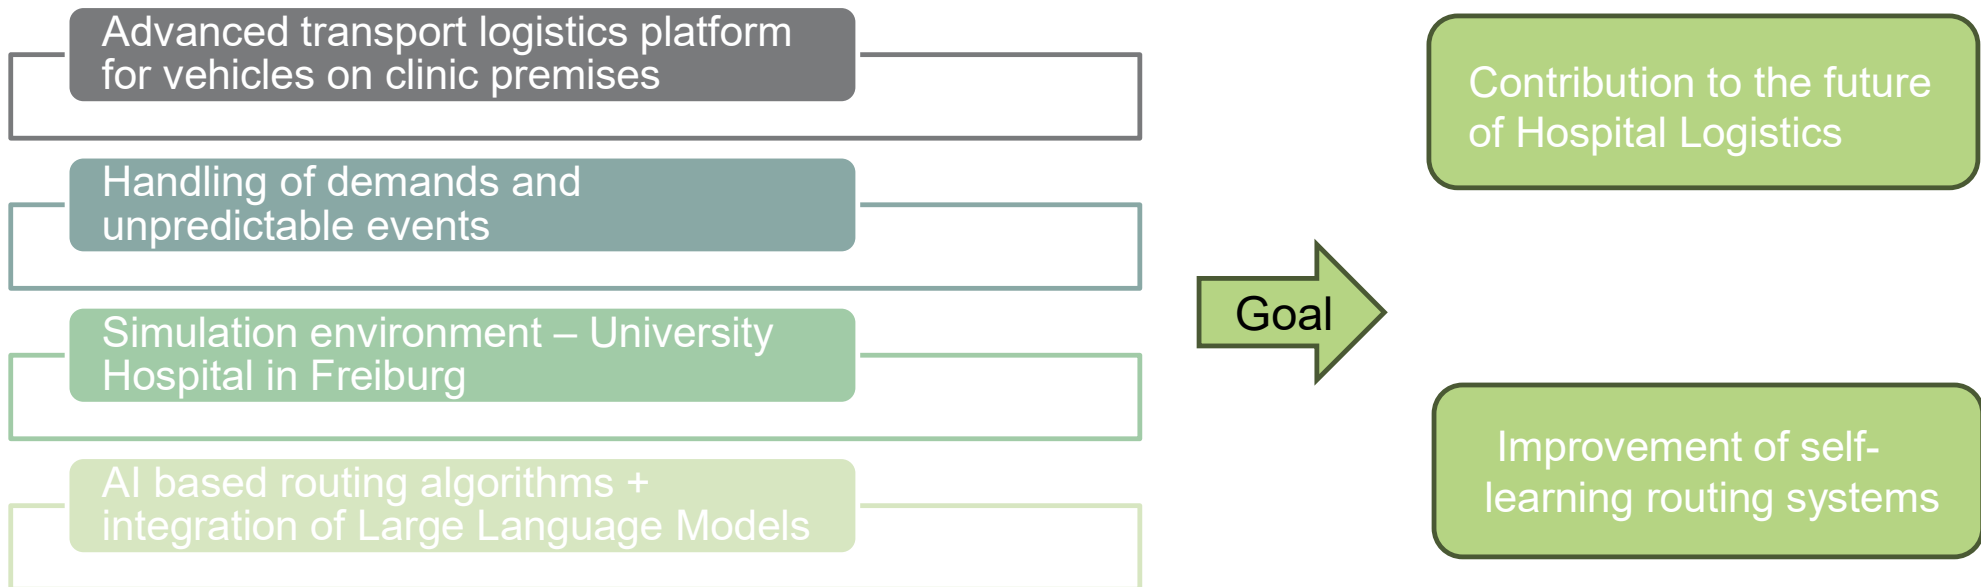 Advanced transport logistics platform
for vehicles on clinic premises
Handling of demands and
unpredictable events
Simulation environment – University
Hospital in Freiburg
AI based routing algorithms +
integration of Large Language Models
Goal
Contribution to the future
of Hospital Logistics
Improvement of self-
learning routing systems